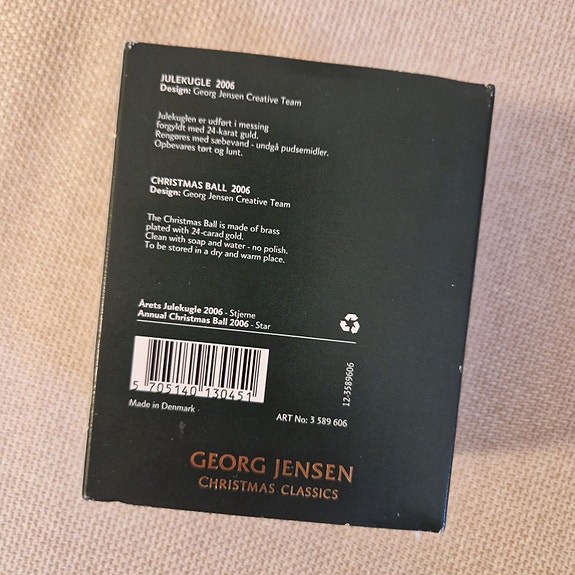 JULEKUGLE 2006
Design: Georg Jensen Creative Team
Julekuglen er udført i messing
forgyldt med 24-karat guld.
Rengøres med sæbevand - undgå pudsemidler.
Opbevares tørt og lunt.
CHRISTMAS BALL 2006
Design: Georg Jensen Creative Team
The Christmas Ball is made of brass
plated with 24-carad gold.
Clean with soap and water - no polish.
To be stored in a dry and warm place.
Årets Julekugle 2006 - Stjerne
Annual Christmas Ball 2006 - Star
5 705140 130451
12-3589606
Made in Denmark
ART No: 3 589 606
GEORG JENSEN
CHRISTMAS CLASSICS